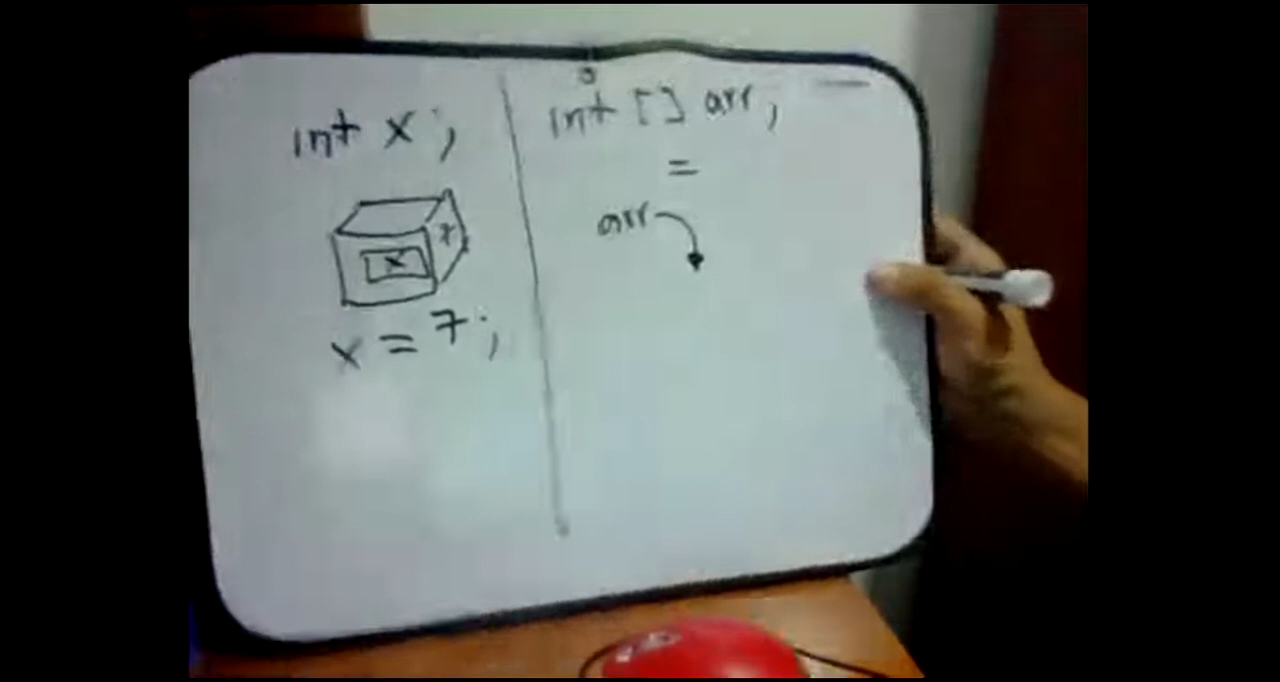 int x;
x
7
x = 7;
int [] arr;
=
arr